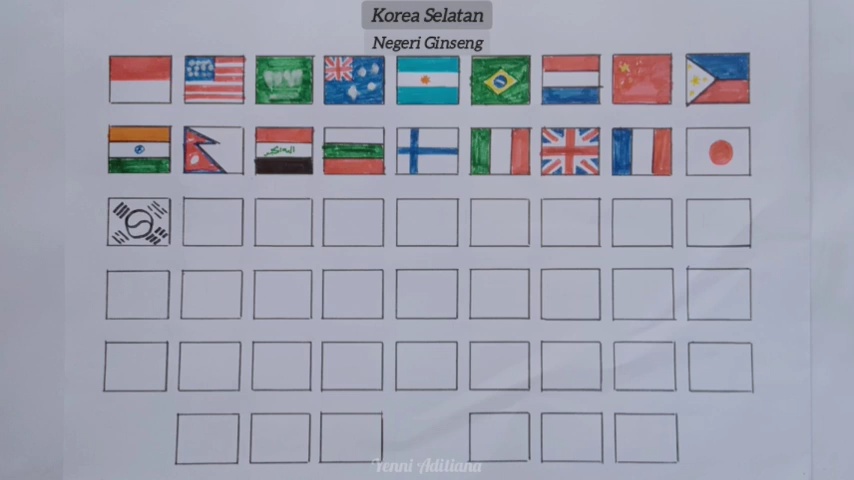 Korea Selatan
Negeri Ginseng
Yenni Aditiana